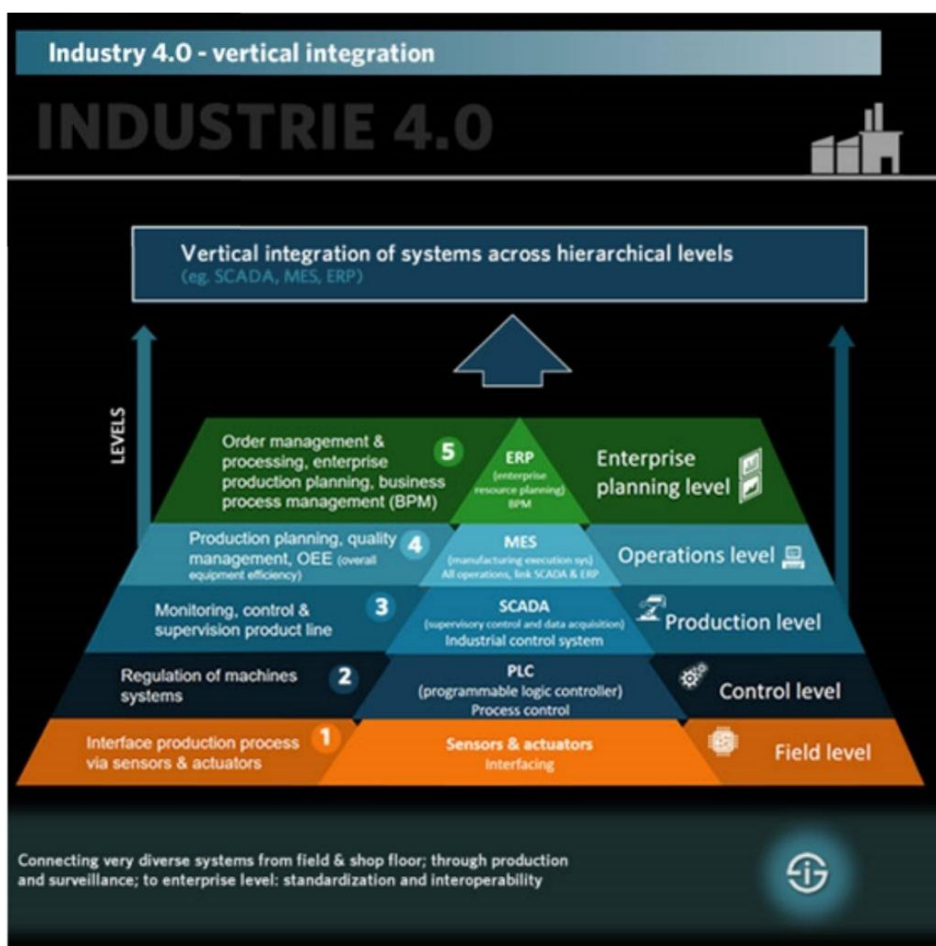 Industry 4.0 - vertical integration
INDUSTRIE 4.0
Vertical integration of systems across hierarchical levels
(eg. SCADA, MES, ERP)
LEVELS
Order management &
processing, enterprise
production planning, business
process management (BPM)
5
ERP
(enterprise
resource planning)
BPM
Enterprise
planning level
Production planning, quality
management, OEE (overall
equipment efficiency)
4
MES
(manufacturing execution sys)
All operations, link SCADA & ERP
Operations level
Monitoring, control &
supervision product line
3
SCADA
(supervisory control and data acquisition)
Industrial control system
Production level
Regulation of machines
systems
2
PLC
(programmable logic controller)
Process control
Control level
Interface production process
via sensors & actuators
1
Sensors & actuators
Interfacing
Field level
Connecting very diverse systems from field & shop floor; through production
and surveillance; to enterprise level: standardization and interoperability